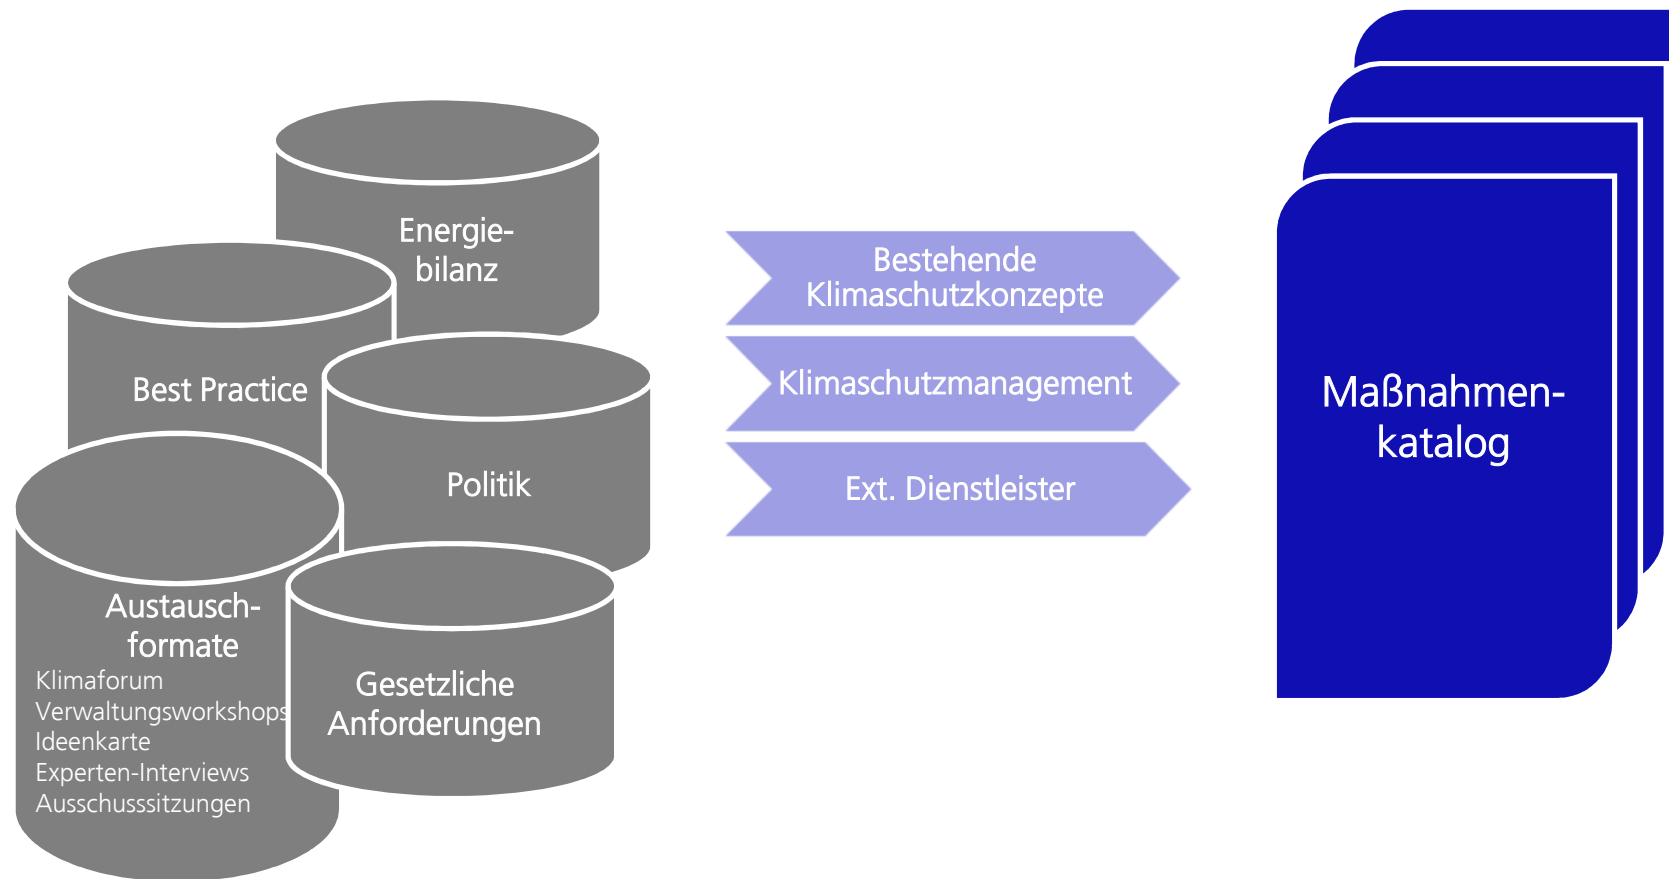 Energie-
bilanz
Best Practice
Politik
Austausch-
formate
Klimaforum
Verwaltungsworkshops
Ideenkarte
Experten-Interviews
Ausschusssitzungen
Gesetzliche
Anforderungen
Bestehende
Klimaschutzkonzepte
Klimaschutzmanagement
Ext. Dienstleister
Maßnahmen-
katalog